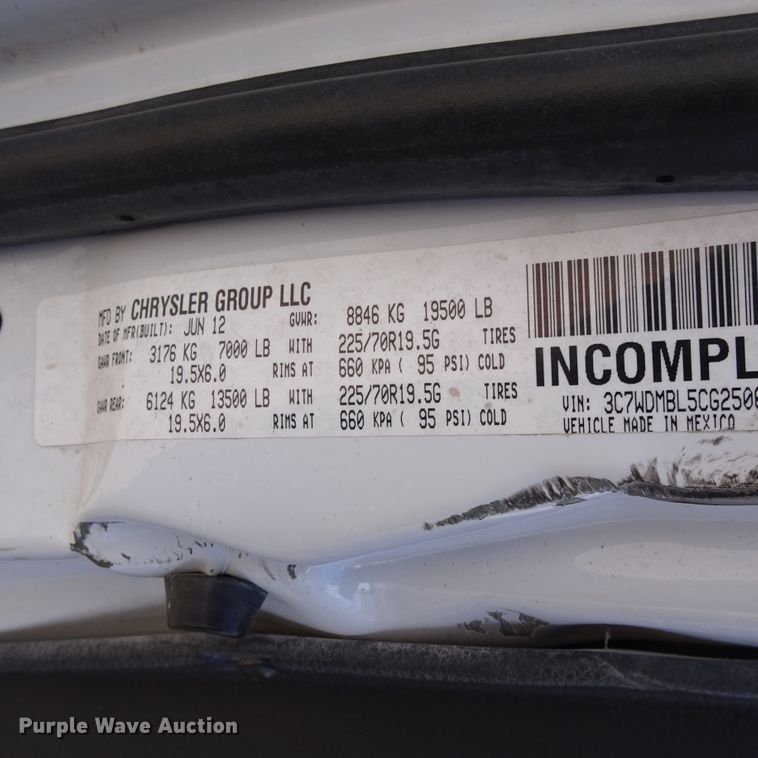 MFD BY CHRYSLER GROUP LLC
DATE OF MFR(BUILT): JUN 12 GVWR: 8846 KG 19500 LB
GAWR FRONT: 3176 KG 7000 LB WITH 225/70R19.5G TIRES
19.5X6.0 RIMS AT 660 KPA ( 95 PSI) COLD
GAWR REAR: 6124 KG 13500 LB WITH 225/70R19.5G TIRES
19.5X6.0 RIMS AT 660 KPA ( 95 PSI) COLD
INCOMPL
VIN: 3C7WDMBL5CG2506
VEHICLE MADE IN MEXICO
Purple Wave Auction